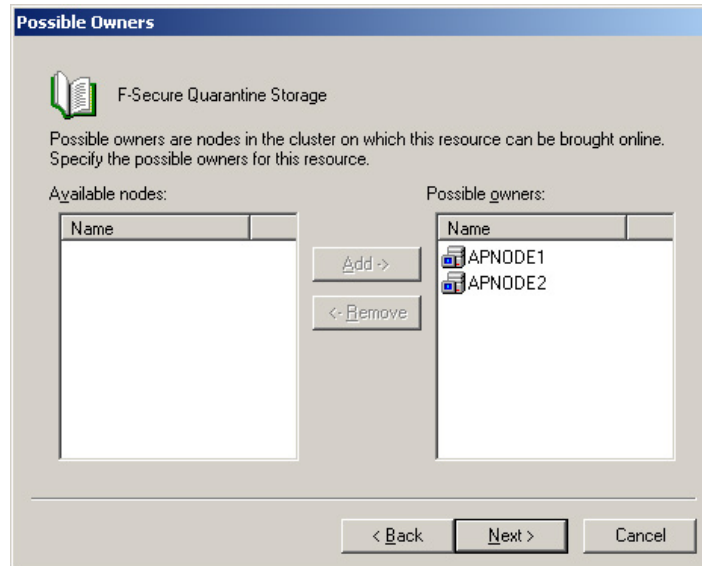 Possible Owners
F-Secure Quarantine Storage
Possible owners are nodes in the cluster on which this resource can be brought online.
Specify the possible owners for this resource.
Available nodes:
Possible owners:
Name
Name
APNODE1
APNODE2
Add ->
<- Remove
< Back
Next >
Cancel